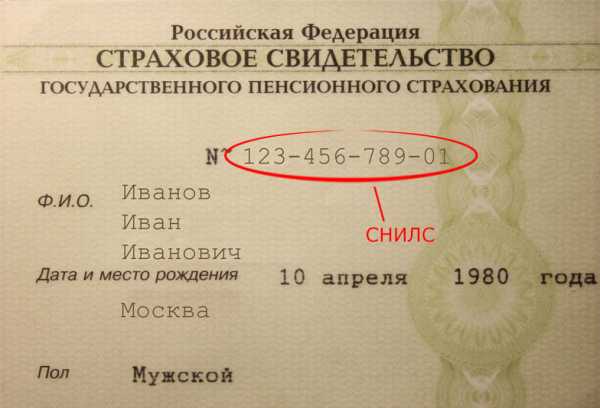 Российская Федерация
СТРАХОВОЕ СВИДЕТЕЛЬСТВО
ГОСУДАРСТВЕННОГО ПЕНСИОННОГО СТРАХОВАНИЯ
№ 123-456-789-01
СНИЛС
Ф.И.О. Иванов
Иван
Иванович
Дата и место рождения 10 апреля 1980 года
Москва
Пол Мужской